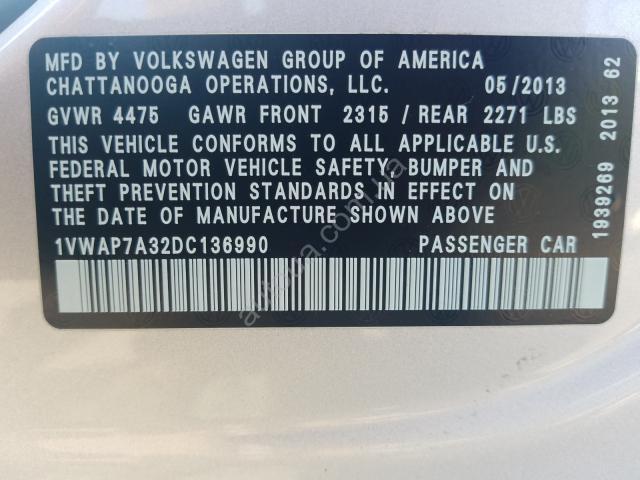 MFD BY VOLKSWAGEN GROUP OF AMERICA
CHATTANOOGA OPERATIONS, LLC. 05/2013
GVWR 4475 GAWR FRONT 2315 / REAR 2271 LBS
THIS VEHICLE CONFORMS TO ALL APPLICABLE U.S.
FEDERAL MOTOR VEHICLE SAFETY, BUMPER AND
THEFT PREVENTION STANDARDS IN EFFECT ON
THE DATE OF MANUFACTURE SHOWN ABOVE
1VWAP7A32DC136990 PASSENGER CAR
1939269 2013 62